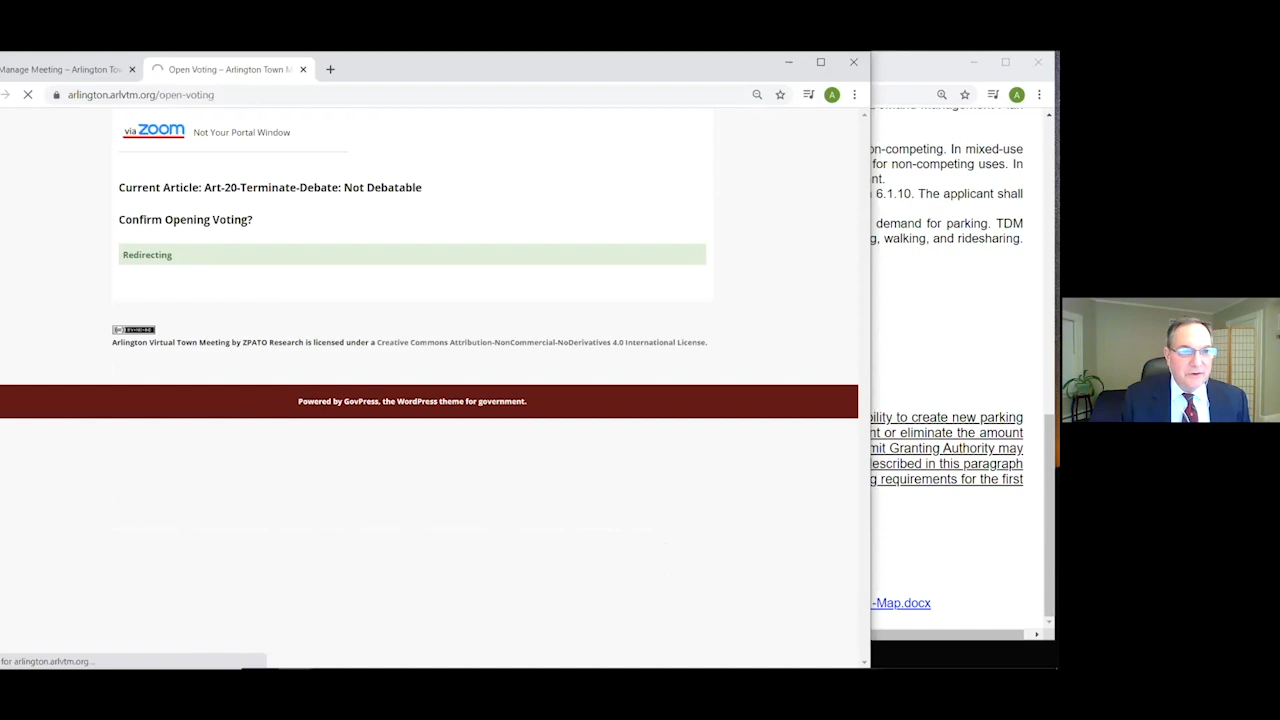 Manage Meeting – Arlington To
Open Voting – Arlington Town M
arlington.arlvtm.org/open-voting
A
A
via zoom
Not Your Portal Window
Current Article: Art-20-Terminate-Debate: Not Debatable
Confirm Opening Voting?
Redirecting
Arlington Virtual Town Meeting by ZPATO Research is licensed under a Creative Commons Attribution-NonCommercial-NoDerivatives 4.0 International License.
Powered by GovPress, the WordPress theme for government.
for arlington.arlvtm.org...
on-competing. In mixed-use
for non-competing uses. In
nt.
6.1.10. The applicant shall
demand for parking. TDM
g, walking, and ridesharing.
bility to create new parking
nt or eliminate the amount
mit Granting Authority may
escribed in this paragraph
g requirements for the first
-Map.docx